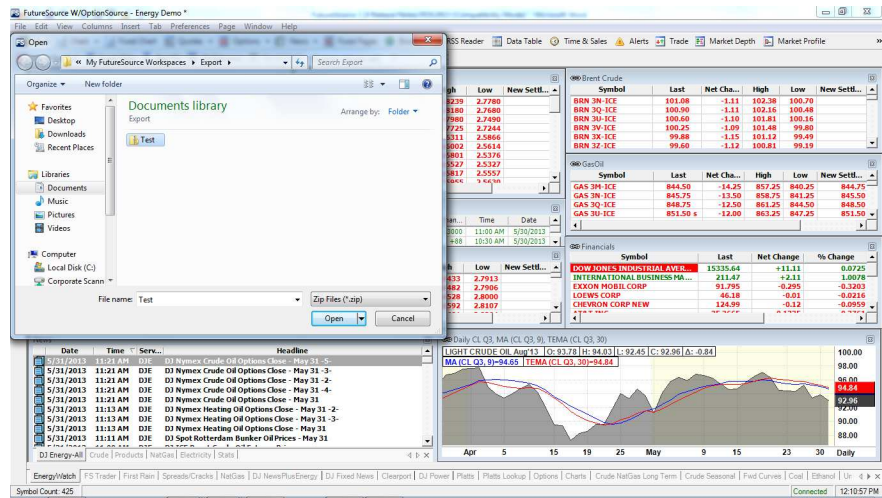 FutureSource W/OptionSource - Energy Demo *
File Edit View Columns Insert Tab Preferences Page Window Help
Open
RSS Reader Data Table Time & Sales Alerts Trade Market Depth Market Profile »
« My FutureSource Workspaces Export Search Export
Organize New folder
Favorites
Desktop
Downloads
Recent Places
Libraries
Documents
Music
Pictures
Videos
Computer
Local Disk (C:)
Corporate Scann
Documents library
Export
Arrange by: Folder
Test
File name: Test Zip Files (*.zip)
Open Cancel
gh Low New Settl...
8239 2.7780
8180 2.7680
7980 2.7490
7725 2.7244
5311 2.5866
6002 2.5614
5801 2.5376
5527 2.5327
5817 2.5557
Time Date
3000 11:00 AM 5/30/2013
+88 10:30 AM 5/30/2013
h Low New Settl...
433 2.7913
482 2.7906
528 2.8000
592 2.8107
Brent Crude
Symbol Last Net Cha... High Low New Settl...
BRN 3N-ICE 101.08 -1.11 102.38 100.70
BRN 3Q-ICE 100.90 -1.11 102.16 100.48
BRN 3U-ICE 100.60 -1.10 101.81 100.16
BRN 3V-ICE 100.25 -1.09 101.48 99.80
BRN 3X-ICE 99.88 -1.15 101.12 99.49
BRN 3Z-ICE 99.60 -1.12 100.81 99.19
GasOil
Symbol Last Net Cha... High Low New Settl...
GAS 3M-ICE 844.50 -14.25 857.25 840.25 844.75
GAS 3N-ICE 845.75 -13.50 858.75 841.25 845.50
GAS 3Q-ICE 848.75 -12.50 861.25 844.50 848.50
GAS 3U-ICE 851.50 s -12.00 863.25 847.25 851.50
Financials
Symbol Last Net Change % Change
DOW JONES INDUSTRIAL AVER... 15335.64 +11.11 0.0725
INTERNATIONAL BUSINESS MA... 211.47 +2.11 1.0078
EXXON MOBIL CORP 91.795 -0.295 -0.3203
LOEWS CORP 46.18 -0.01 -0.0216
CHEVRON CORP NEW 124.99 -0.12 -0.0959
News
Date Time Serv... Headline
5/31/2013 11:21 AM DJE DJ Nymex Crude Oil Options Close - May 31 -5-
5/31/2013 11:21 AM DJE DJ Nymex Crude Oil Options Close - May 31 -3-
5/31/2013 11:21 AM DJE DJ Nymex Crude Oil Options Close - May 31 -2-
5/31/2013 11:21 AM DJE DJ Nymex Crude Oil Options Close - May 31 -4-
5/31/2013 11:21 AM DJE DJ Nymex Crude Oil Options Close - May 31
5/31/2013 11:13 AM DJE DJ Nymex Heating Oil Options Close - May 31 -2-
5/31/2013 11:13 AM DJE DJ Nymex Heating Oil Options Close - May 31 -3-
5/31/2013 11:13 AM DJE DJ Nymex Heating Oil Options Close - May 31
5/31/2013 11:11 AM DJE DJ Spot Rotterdam Bunker Oil Prices - May 31
DJ Energy-All Crude Products NatGas Electricity Stats
Daily CL Q3, MA (CL Q3, 9), TEMA (CL Q3, 30)
LIGHT CRUDE OIL Aug'13 O: 93.78 H: 94.03 L: 92.45 C: 92.96 Δ: -0.84
MA (CL Q3, 9)=94.65 TEMA (CL Q3, 30)=94.84
100.00
98.00
96.00
94.84
92.96
92.00
90.00
88.00
Apr 5 15 19 25 May 9 15 23 30 Daily
EnergyWatch FS Trader First Rain Spreads/Cracks NatGas DJ NewsPlusEnergy DJ Fixed News Clearport DJ Power Platts Platts Lookup Options Charts Crude NatGas Long Term Crude Seasonal Fwd Curves Coal Ethanol
Symbol Count: 425 Connected 12:10:57 PM